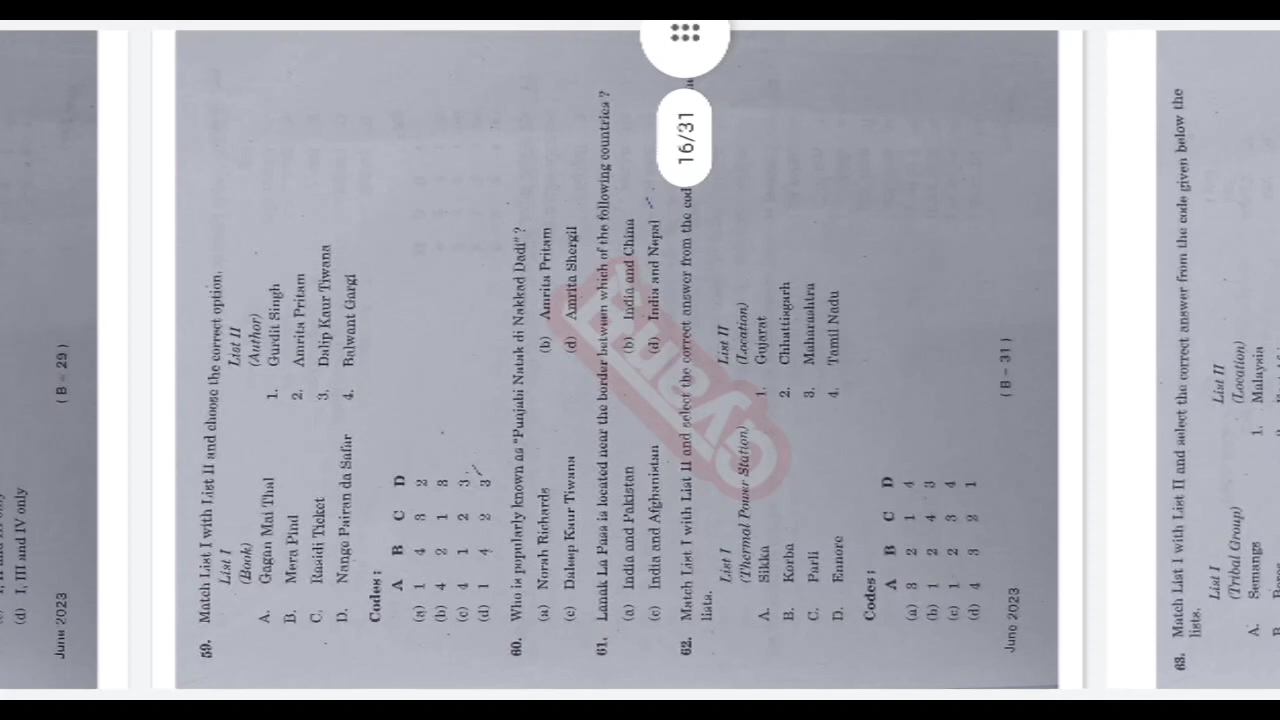 (d) I, III and IV only
June 2023
( B – 29 )
59. Match List I with List II and choose the correct option.
List I List II
(Book) (Author)
A. Gagan Mai Thal 1. Gurdit Singh
B. Mera Pind 2. Amrita Pritam
C. Rasidi Ticket 3. Dalip Kaur Tiwana
D. Nange Pairan da Safar 4. Balwant Gargi
Codes :
A B C D
(a) 1 4 3 2
(b) 4 2 1 3
(c) 4 1 2 3
(d) 1 4 2 3
60. Who is popularly known as "Punjabi Natak di Nakkad Dadi" ?
(a) Norah Richards (b) Amrita Pritam
(c) Daleep Kaur Tiwana (d) Amrita Shergil
61. Lanak La Pass is located near the border between which of the following countries ?
(a) India and Pakistan (b) India and China
(c) India and Afghanistan (d) India and Nepal
62. Match List I with List II and select the correct answer from the cod
lists.
List I List II
(Thermal Power Station) (Location)
A. Sikka 1. Gujarat
B. Korba 2. Chhattisgarh
C. Parli 3. Maharashtra
D. Ennore 4. Tamil Nadu
Codes :
A B C D
(a) 3 2 1 4
(b) 1 2 4 3
(c) 1 2 3 4
(d) 4 3 2 1
June 2023
( B – 31 )
16/31
63. Match List I with List II and select the correct answer from the code given below the
lists.
List I List II
(Tribal Group) (Location)
A. Semangs 1. Malaysia